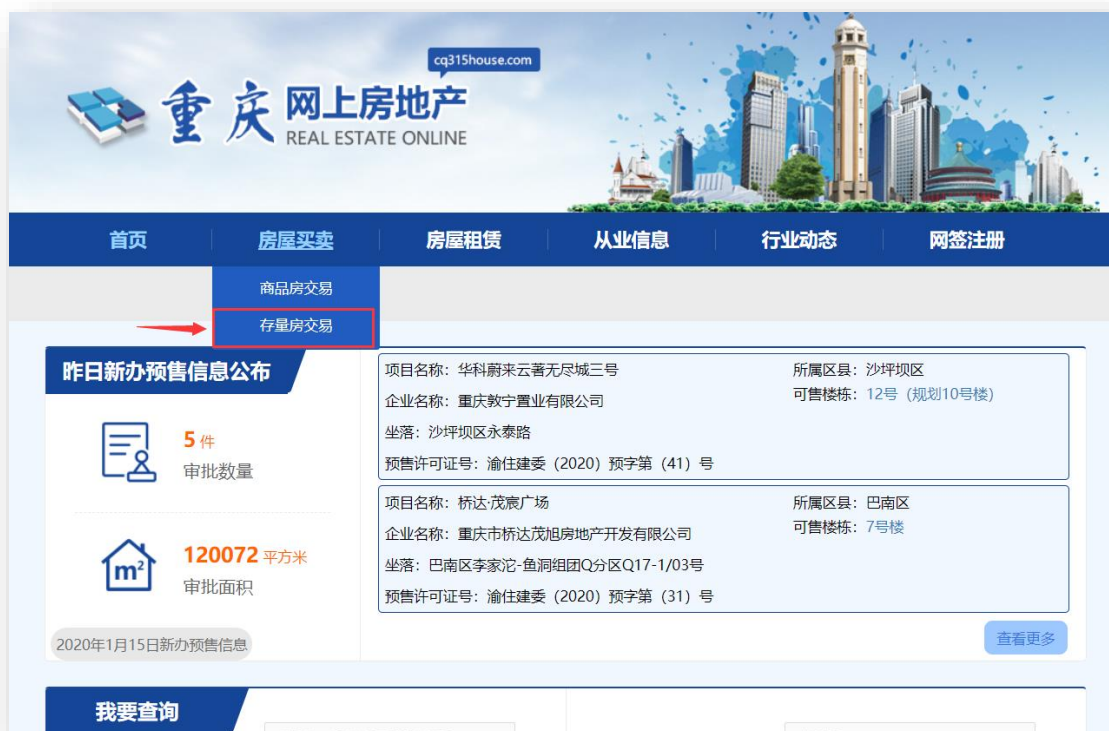 cq315house.com
重庆 网上房地产
REAL ESTATE ONLINE
首页 房屋买卖 房屋租赁 从业信息 行业动态 网签注册
商品房交易
存量房交易
昨日新办预售信息公布
5 件
审批数量
120072 平方米
m²
审批面积
2020年1月15日新办预售信息
项目名称：华科蔚来云著无尽城三号 所属区县：沙坪坝区
企业名称：重庆敦宁置业有限公司 可售楼栋：12号（规划10号楼）
坐落：沙坪坝区永泰路
预售许可证号：渝住建委（2020）预字第（41）号
项目名称：桥达·茂宸广场 所属区县：巴南区
企业名称：重庆市桥达茂旭房地产开发有限公司 可售楼栋：7号楼
坐落：巴南区李家沱-鱼洞组团Q分区Q17-1/03号
预售许可证号：渝住建委（2020）预字第（31）号
查看更多
我要查询